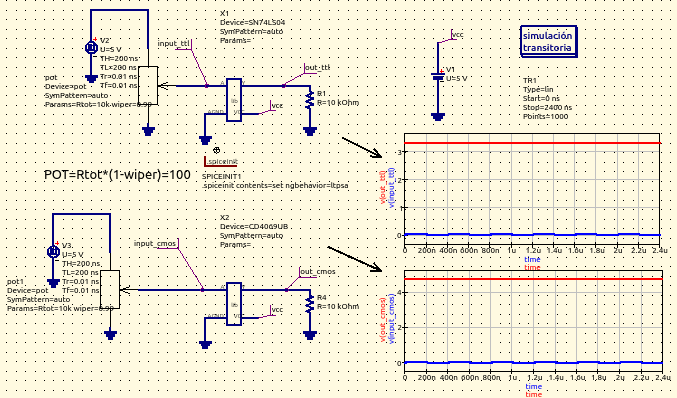 X1
Device=SN74LS04
SymPattern=auto
Params=
V2
U=5 V
TH=200 ns
TL=200 ns
Tr=0.01 ns
Tf=0.01 ns
input_ttl
out_ttl
vcc
vcc
V1
U=5 V
simulación
transitoria
pot
Device=pot
SymPattern=auto
Params=Rtot=10k wiper=0.99
R1
R=10 kOhm
TR1
Type=lin
Start=0 ns
Stop=2400 ns
Points=1000
spiceinit
SPICEINIT1
.spiceinit contents=set ngbehavior=ltpsa
POT=Rtot*(1-wiper)=100
v(out_ttl)
v(input_ttl)
3
2
1
0
0 200n 400n 600n 800n 1u 1.2u 1.4u 1.6u 1.8u 2u 2.2u 2.4u
time
time
X2
Device=CD4069UB
SymPattern=auto
Params=
V3
U=5 V
TH=200 ns
TL=200 ns
Tr=0.01 ns
Tf=0.01 ns
input_cmos
out_cmos
vcc
pot1
Device=pot
SymPattern=auto
Params=Rtot=10k wiper=0.99
R4
R=10 kOhm
v(out_cmos)
v(input_cmos)
4
2
0
0 200n 400n 600n 800n 1u 1.2u 1.4u 1.6u 1.8u 2u 2.2u 2.4u
time
time